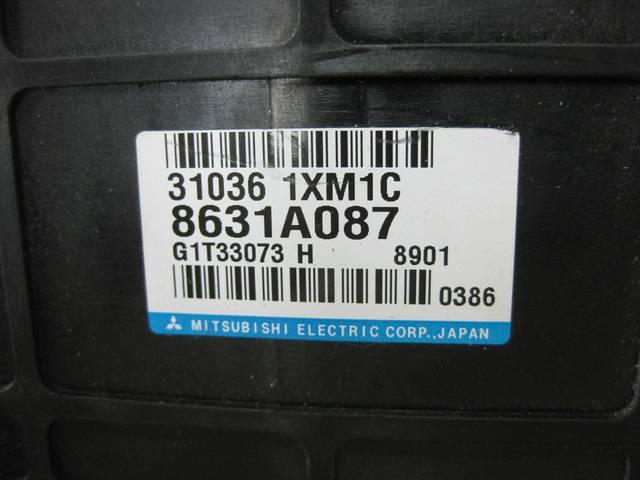 31036 1XM1C
8631A087
G1T33073 H 8901
0386
MITSUBISHI ELECTRIC CORP.,JAPAN